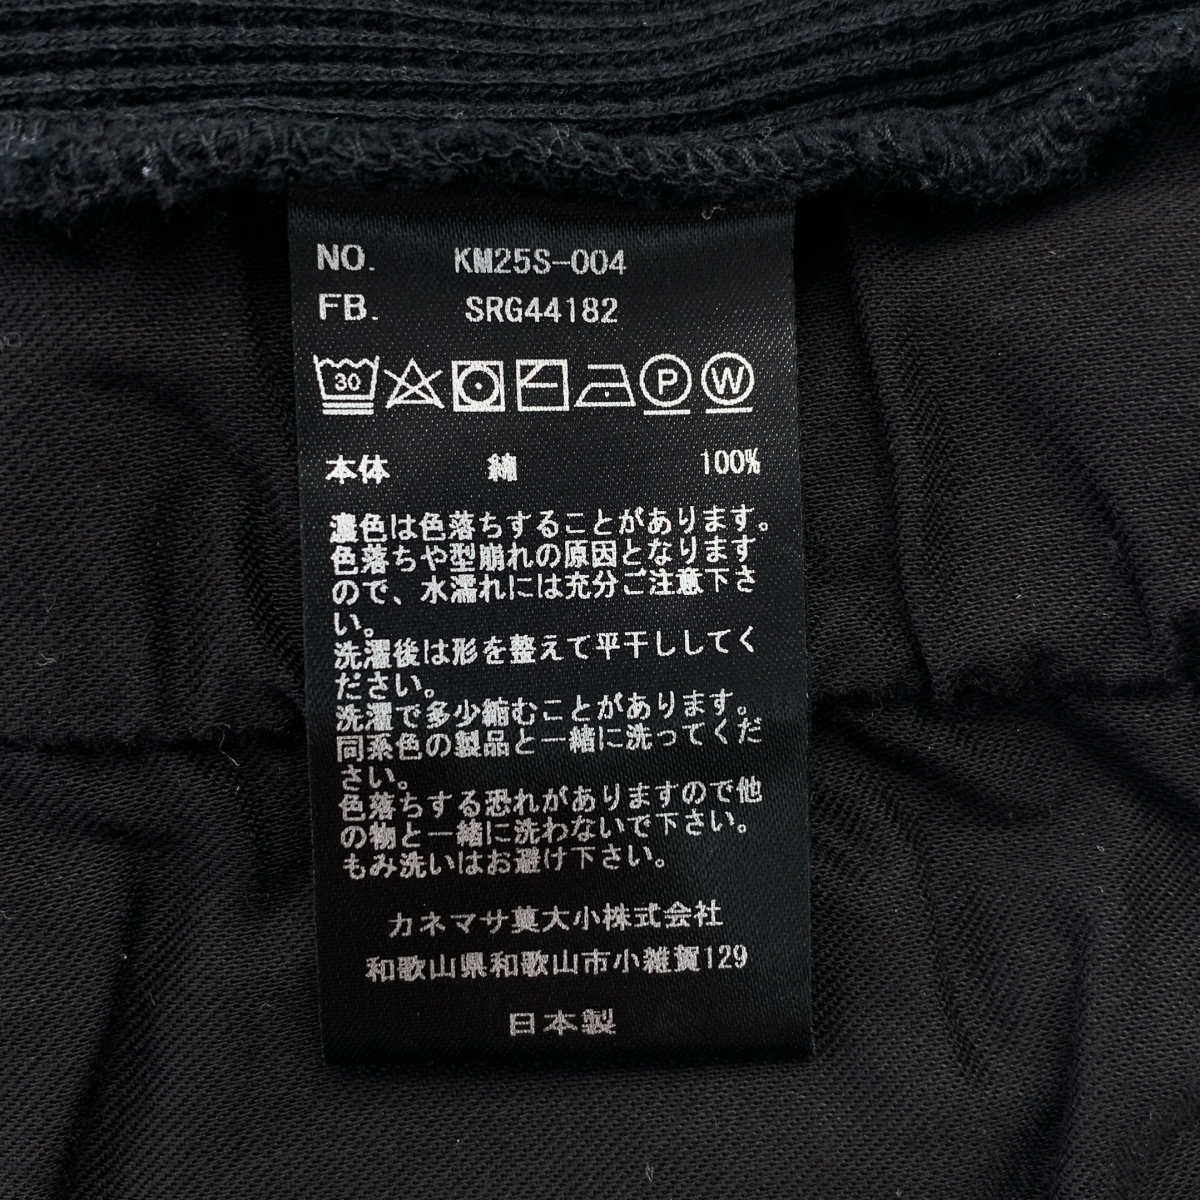 NO. KM25S-004
FB. SRG44182
30 P W
本体 綿 100%
濃色は色落ちすることがあります。
色落ちや型崩れの原因となります
ので、水濡れには充分ご注意下さ
い。
洗濯後は形を整えて平干ししてく
ださい。
洗濯で多少縮むことがあります。
同系色の製品と一緒に洗ってくだ
さい。
色落ちする恐れがありますので他
の物と一緒に洗わないで下さい。
もみ洗いはお避け下さい。
カネマサ莫大小株式会社
和歌山県和歌山市小雑賀129
日本製